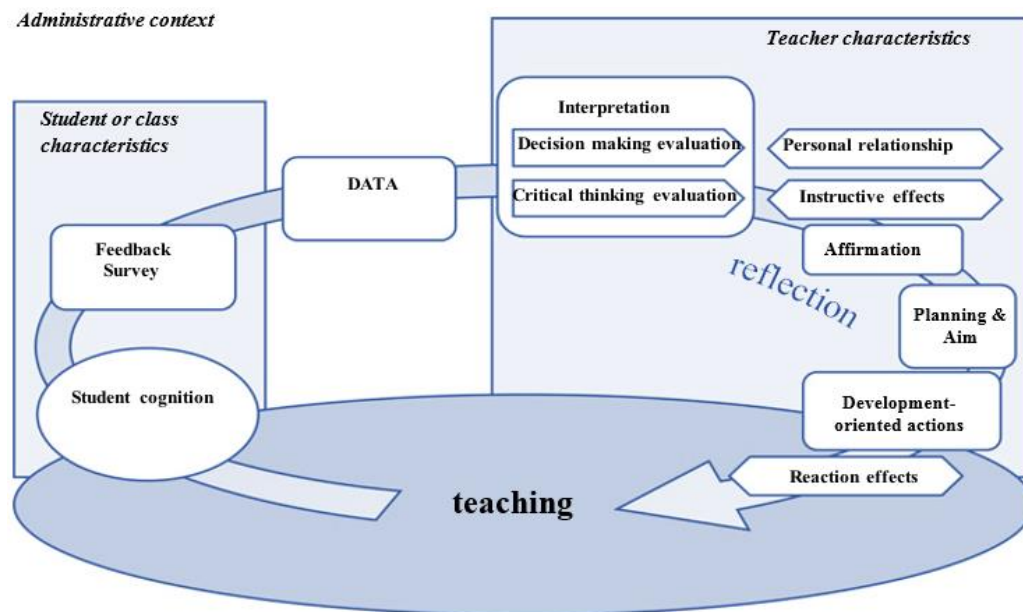 Administrative context
Teacher characteristics
Student or class
characteristics
Interpretation
Decision making evaluation
Personal relationship
DATA
Critical thinking evaluation
Instructive effects
Feedback
Survey
Affirmation
reflection
Planning &
Aim
Student cognition
Development-
oriented actions
Reaction effects
teaching